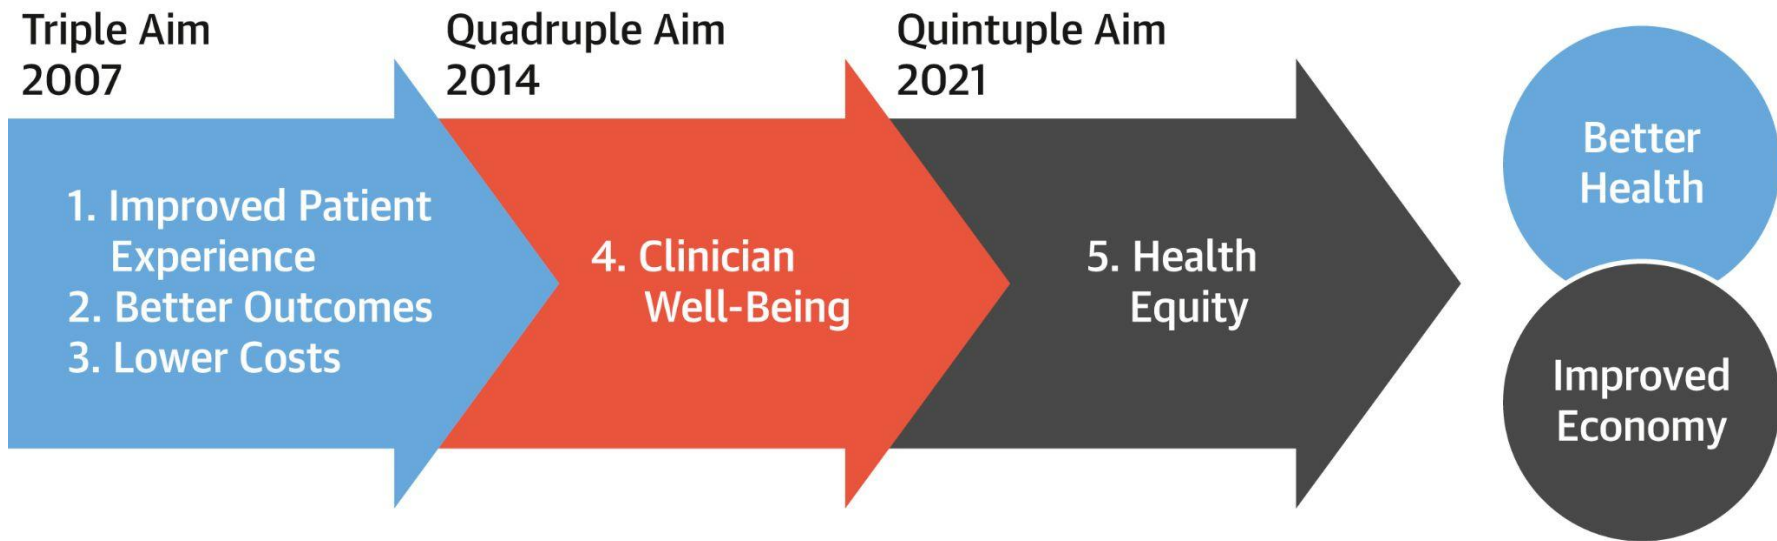 Triple Aim
2007
1. Improved Patient
Experience
2. Better Outcomes
3. Lower Costs
Quadruple Aim
2014
4. Clinician
Well-Being
Quintuple Aim
2021
5. Health
Equity
Better
Health
Improved
Economy